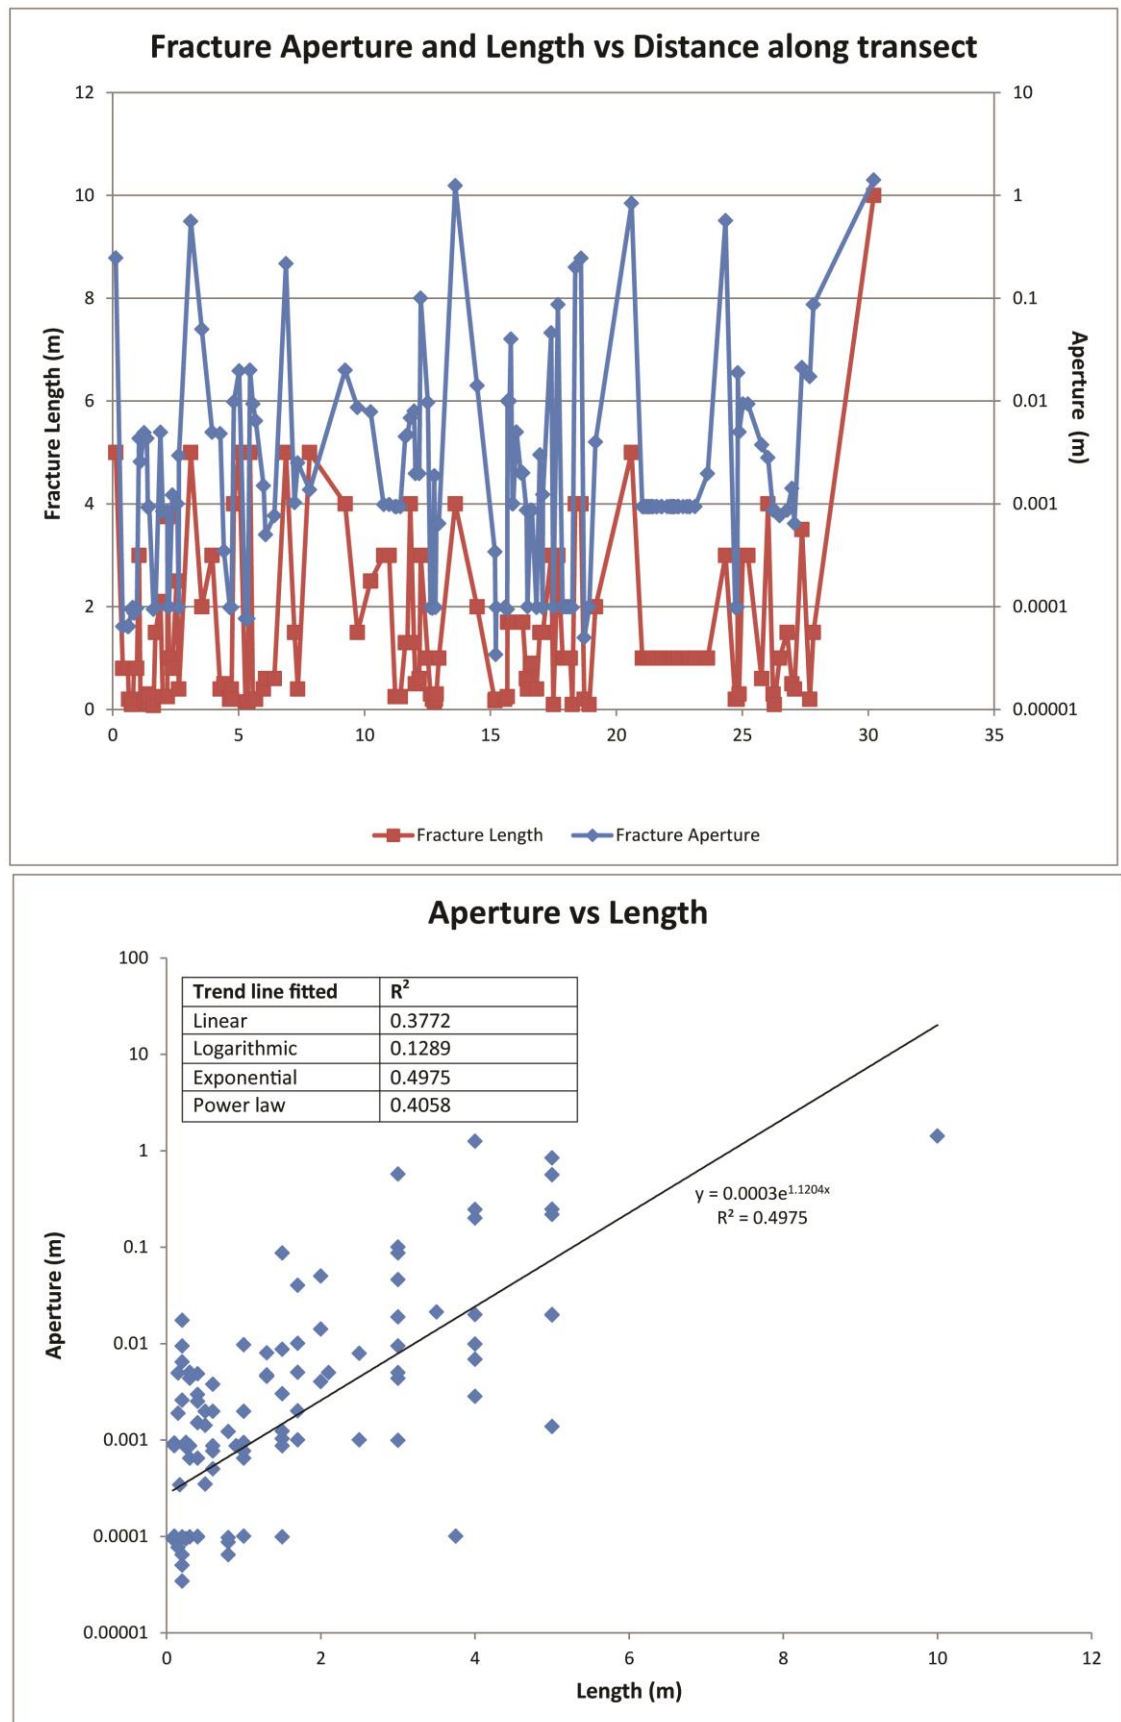 Fracture Aperture and Length vs Distance along transect
12
10
8
6
4
2
0
Fracture Length (m)
10
1
0.1
0.01
0.001
0.0001
0.00001
Aperture (m)
0 5 10 15 20 25 30 35
Fracture Length Fracture Aperture
Aperture vs Length
100
10
1
0.1
0.01
0.001
0.0001
0.00001
Aperture (m)
Trend line fitted R²
Linear 0.3772
Logarithmic 0.1289
Exponential 0.4975
Power law 0.4058
y = 0.0003e^1.1204x
R² = 0.4975
0 2 4 6 8 10 12
Length (m)